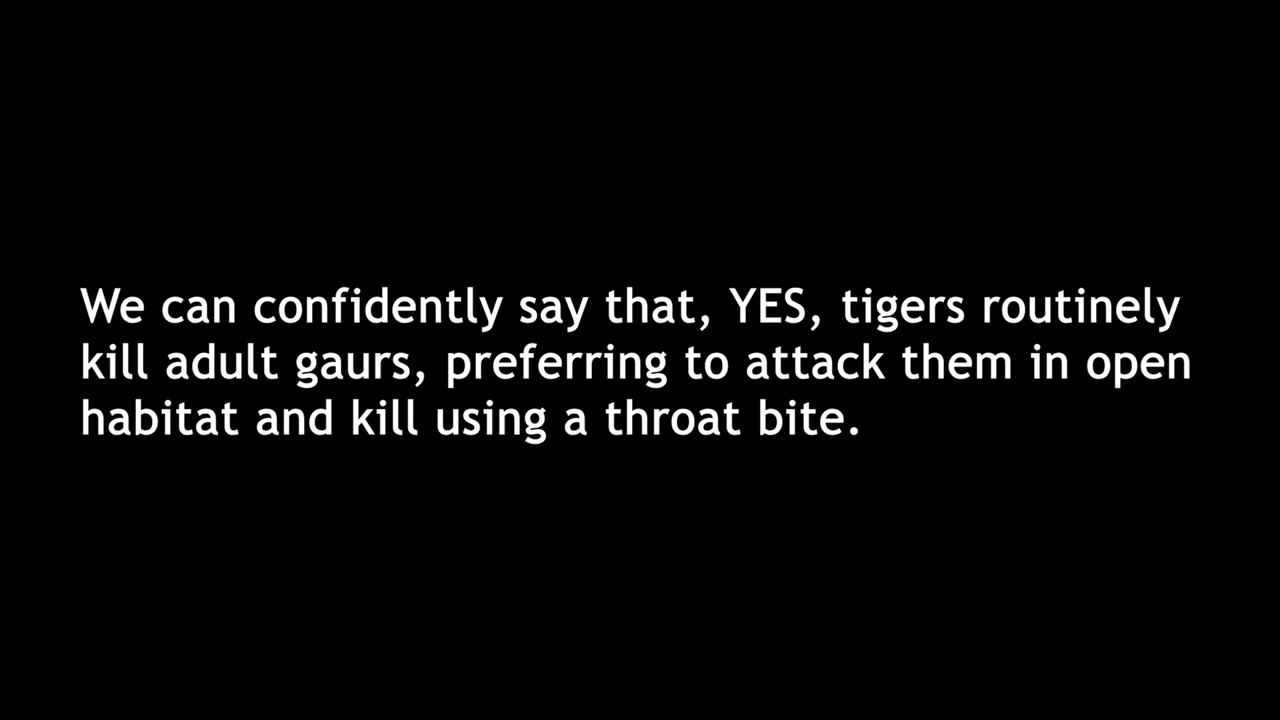 We can confidently say that, YES, tigers routinely
kill adult gaurs, preferring to attack them in open
habitat and kill using a throat bite.